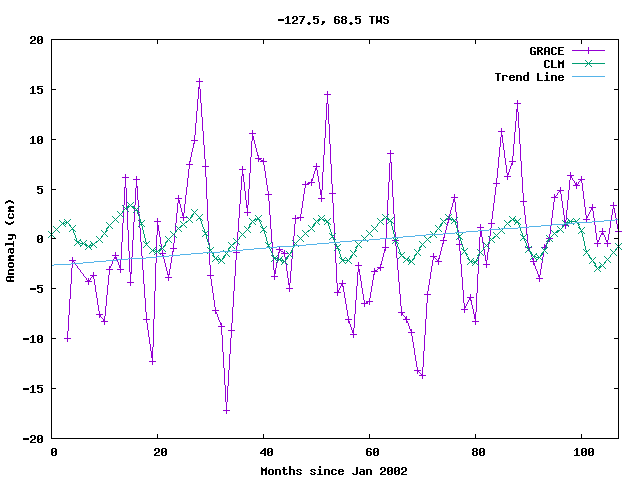 -127.5, 68.5 TWS
GRACE
CLM
Trend Line
20
15
10
5
0
-5
-10
-15
-20
Anomaly (cm)
0 20 40 60 80 100
Months since Jan 2002